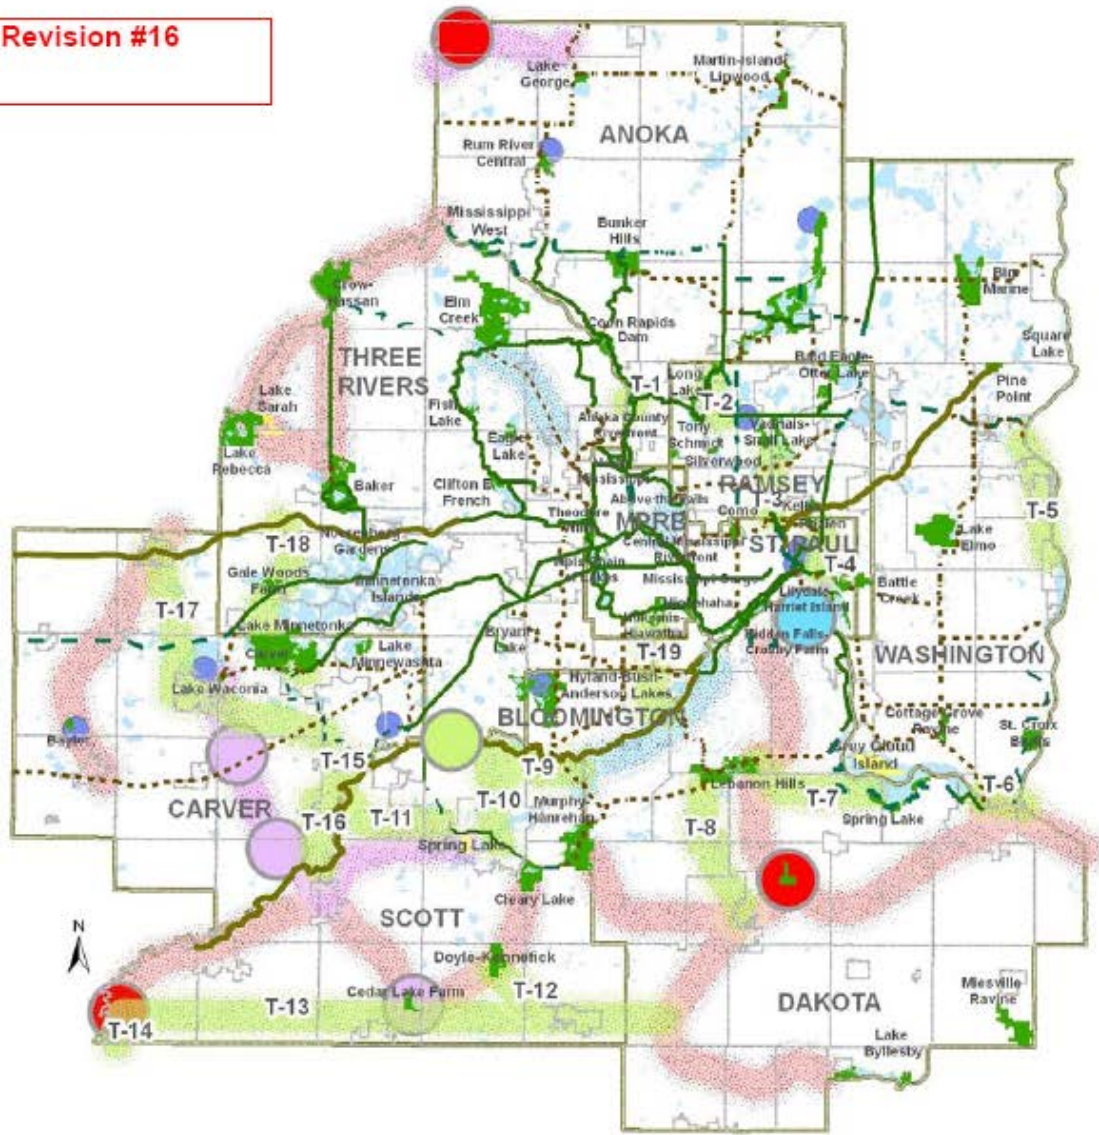 Revision #16
Lake
George
Martin-Island
Linwood
ANOKA
Rum River
Central
Mississippi
West
Bunker
Hills
Crow-
Hassan
Elm
Creek
Big
Marine
Coon Rapids
Dam
Square
Lake
THREE
RIVERS
Bald Eagle-
Otter Lake
Long
Lake
T-1
Pine
Point
Lake
Sarah
T-2
Fish
Lake
Anoka County
Riverfront
Tony
Schmidt
Vadnais-
Snail Lake
Eagle
Lake
Silverwood
Lake
Rebecca
Baker
Clifton E
French
Above the Falls
RAMSEY
T-3
Como
T-5
Theodore
MPRB
Central Mississippi
Riverfront
ST PAUL
Lake
Elmo
T-18
Noerenberg
Gardens
Gale Woods
Farm
Minnetonka
Islands
T-4
Battle
Creek
T-17
Lilydale-
Harriet Island
Lake Minnetonka
Carver
Lake
Minnewashta
Bryant
Lake
Hidden Falls-
Crosby Farm
T-19
WASHINGTON
Lake Waconia
Hyland-Bush-
Anderson Lakes
BLOOMINGTON
Baylor
Cottage Grove
Ravine
St. Croix
Bluffs
T-15
T-9
Grey Cloud
Island
Lebanon Hills
T-6
CARVER
T-16
T-11
T-10
Murphy-
Hanrehan
T-8
T-7
Spring Lake
Spring Lake
Cleary Lake
SCOTT
N
Doyle-Kennefick
Cedar Lake Farm
T-12
T-13
T-14
DAKOTA
Miesville
Ravine
Lake
Byllesby